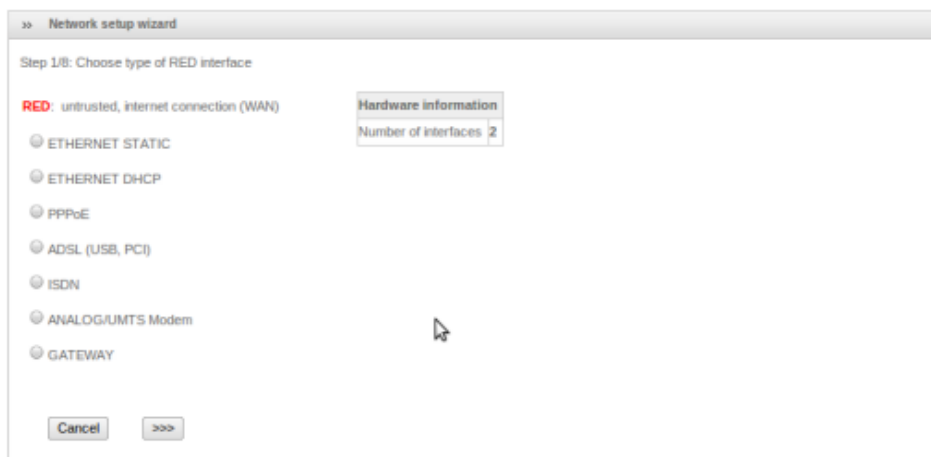 ›› Network setup wizard
Step 1/8: Choose type of RED interface
RED: untrusted, internet connection (WAN)
Hardware information
Number of interfaces 2
ETHERNET STATIC
ETHERNET DHCP
PPPoE
ADSL (USB, PCI)
ISDN
ANALOG/UMTS Modem
GATEWAY
Cancel >>>